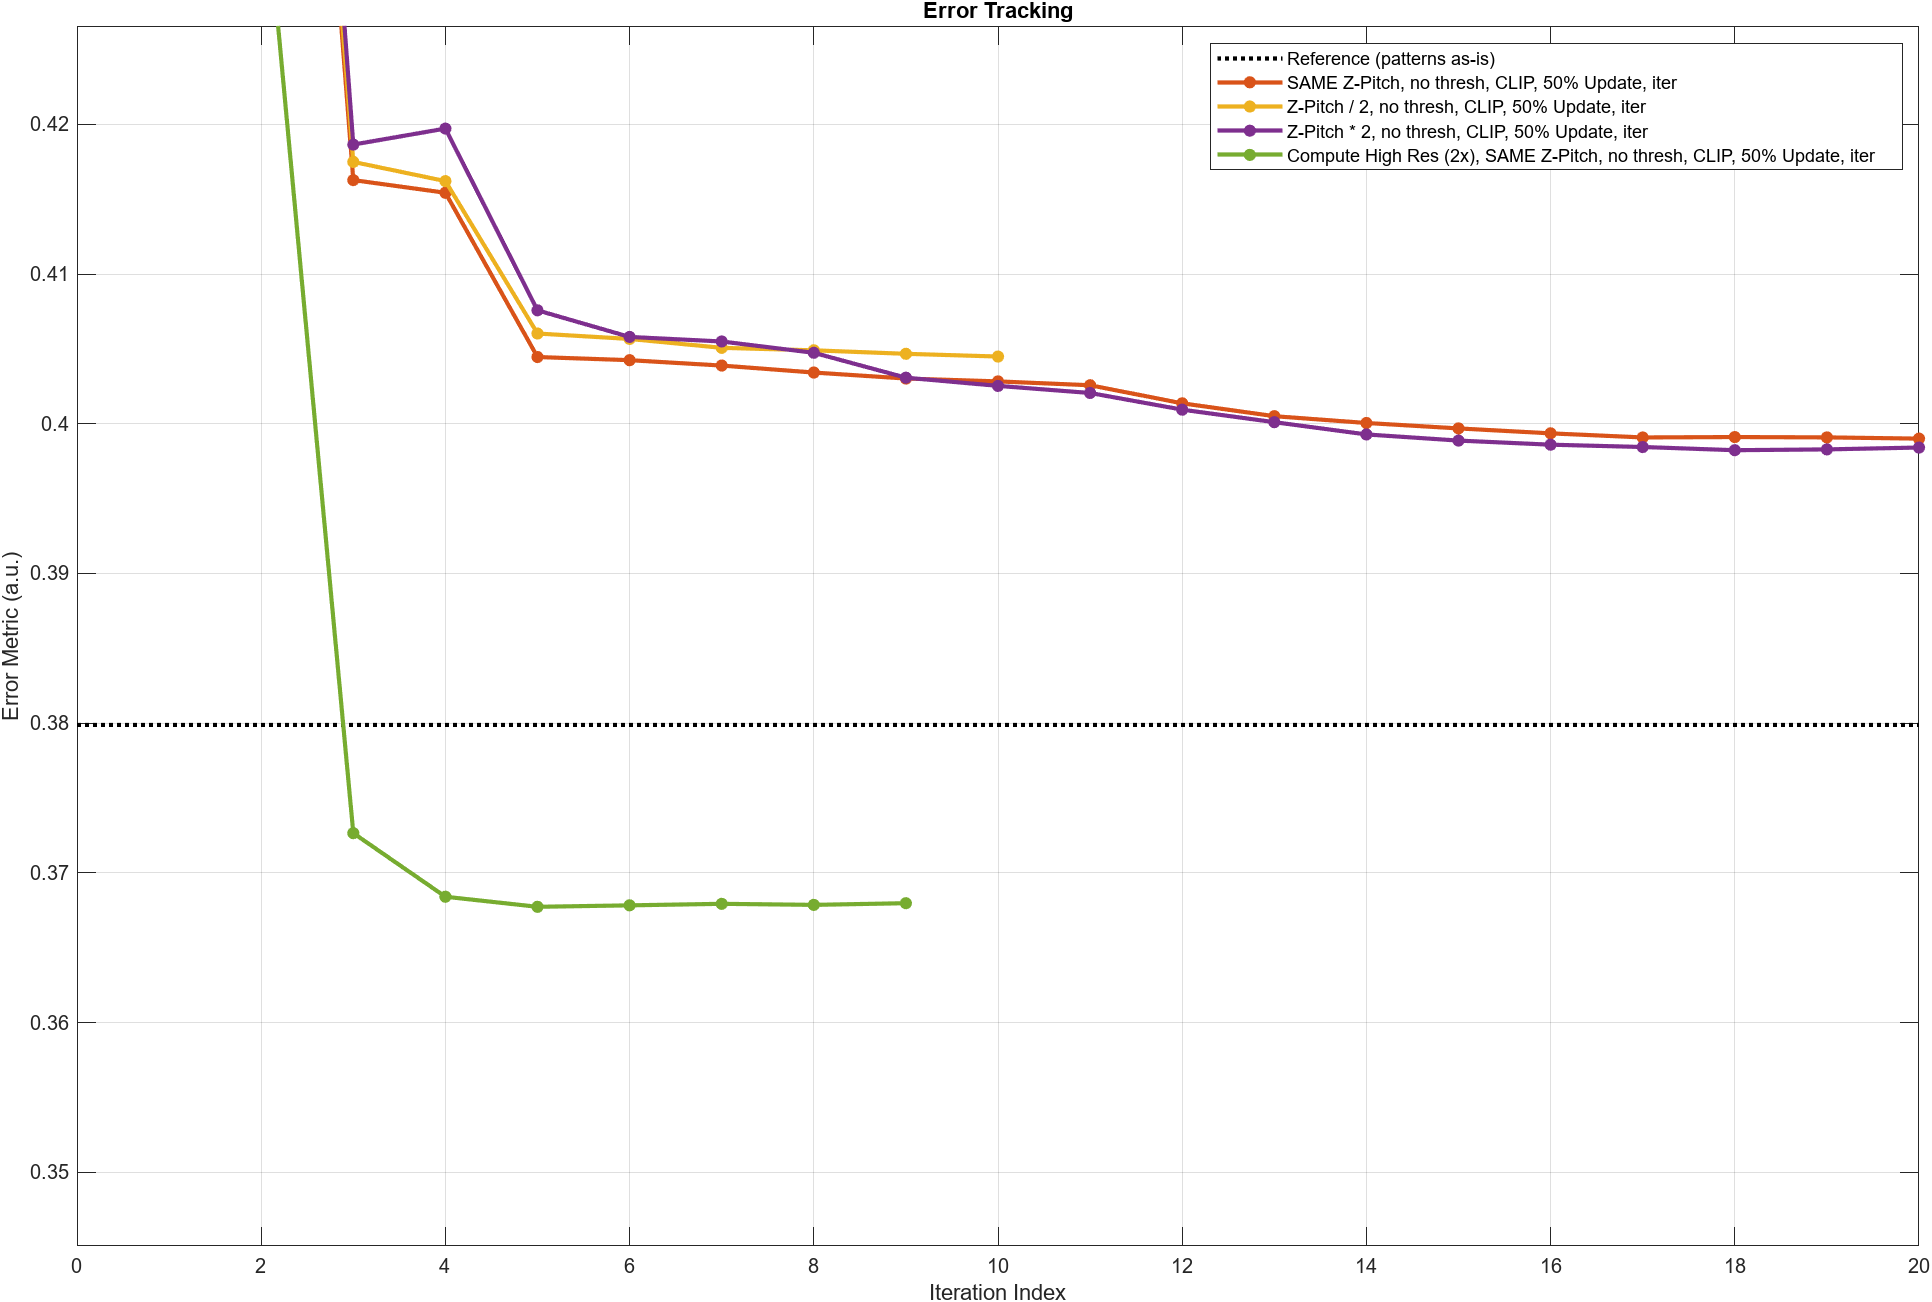 Error Tracking
Reference (patterns as-is)
SAME Z-Pitch, no thresh, CLIP, 50% Update, iter
Z-Pitch / 2, no thresh, CLIP, 50% Update, iter
Z-Pitch * 2, no thresh, CLIP, 50% Update, iter
Compute High Res (2x), SAME Z-Pitch, no thresh, CLIP, 50% Update, iter
0.42
0.41
0.4
0.39
0.38
0.37
0.36
0.35
Error Metric (a.u.)
0 2 4 6 8 10 12 14 16 18 20
Iteration Index